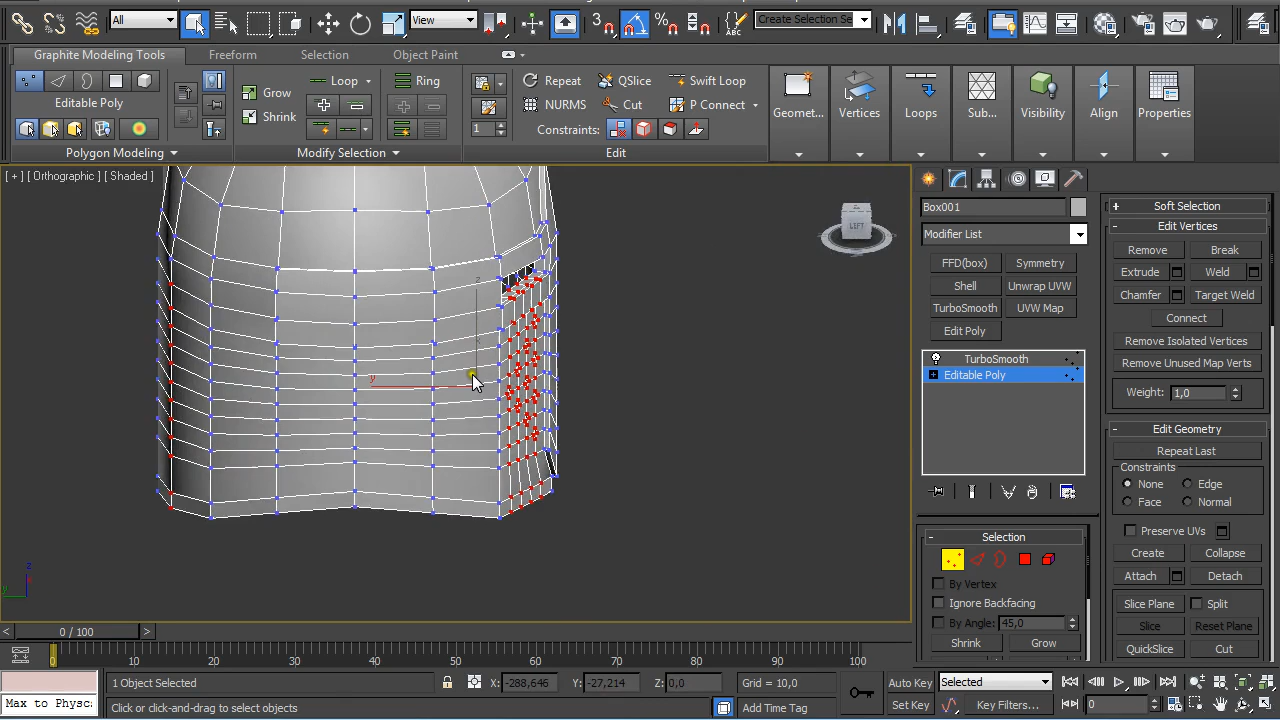 All
View
Create Selection Se
Graphite Modeling Tools
Freeform
Selection
Object Paint
Editable Poly
Polygon Modeling
Grow
Shrink
Loop
Ring
Modify Selection
Repeat
QSlice
Swift Loop
NURMS
Cut
P Connect
1
Constraints:
Edit
Geomet...
Vertices
Loops
Sub...
Visibility
Align
Properties
[ + ] [ Orthographic ] [ Shaded ]
LIFT
z
x
y
z
y
Box001
Modifier List
FFD(box)
Symmetry
Shell
Unwrap UVW
TurboSmooth
UVW Map
Edit Poly
TurboSmooth
Editable Poly
Selection
By Vertex
Ignore Backfacing
By Angle:
45,0
Shrink
Grow
Soft Selection
Edit Vertices
Remove
Break
Extrude
Weld
Chamfer
Target Weld
Connect
Remove Isolated Vertices
Remove Unused Map Verts
Weight:
1,0
Edit Geometry
Repeat Last
Constraints
None
Edge
Face
Normal
Preserve UVs
Create
Collapse
Attach
Detach
Slice Plane
Split
Slice
Reset Plane
QuickSlice
Cut
0 / 100
0 10 20 30 40 50 60 70 80 90 100
1 Object Selected
X: -288,646
Y: -27,214
Z: 0,0
Grid = 10,0
Auto Key
Selected
Max to Physc
Click or click-and-drag to select objects
Add Time Tag
Set Key
Key Filters...
0